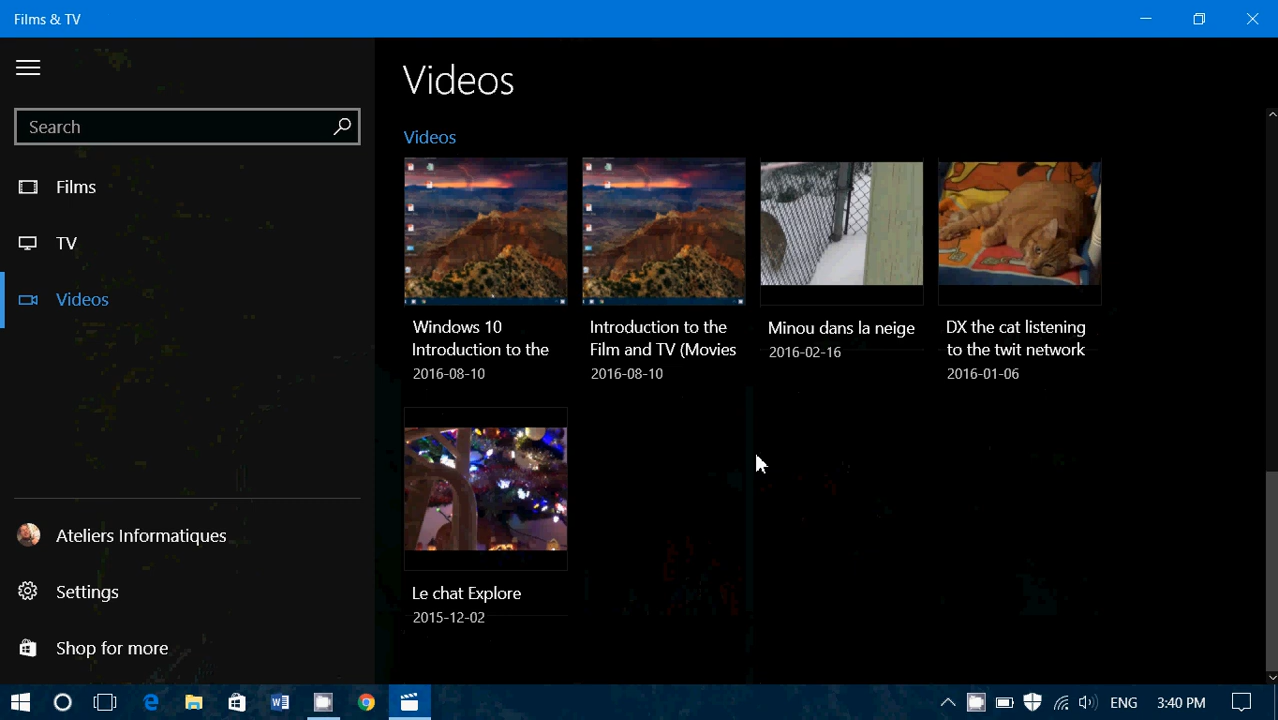 Films & TV
Search
Films
TV
Videos
Ateliers Informatiques
Settings
Shop for more
Videos
Videos
Windows 10
Introduction to the
2016-08-10
Introduction to the
Film and TV (Movies
2016-08-10
Minou dans la neige
2016-02-16
DX the cat listening
to the twit network
2016-01-06
Le chat Explore
2015-12-02
ENG
3:40 PM